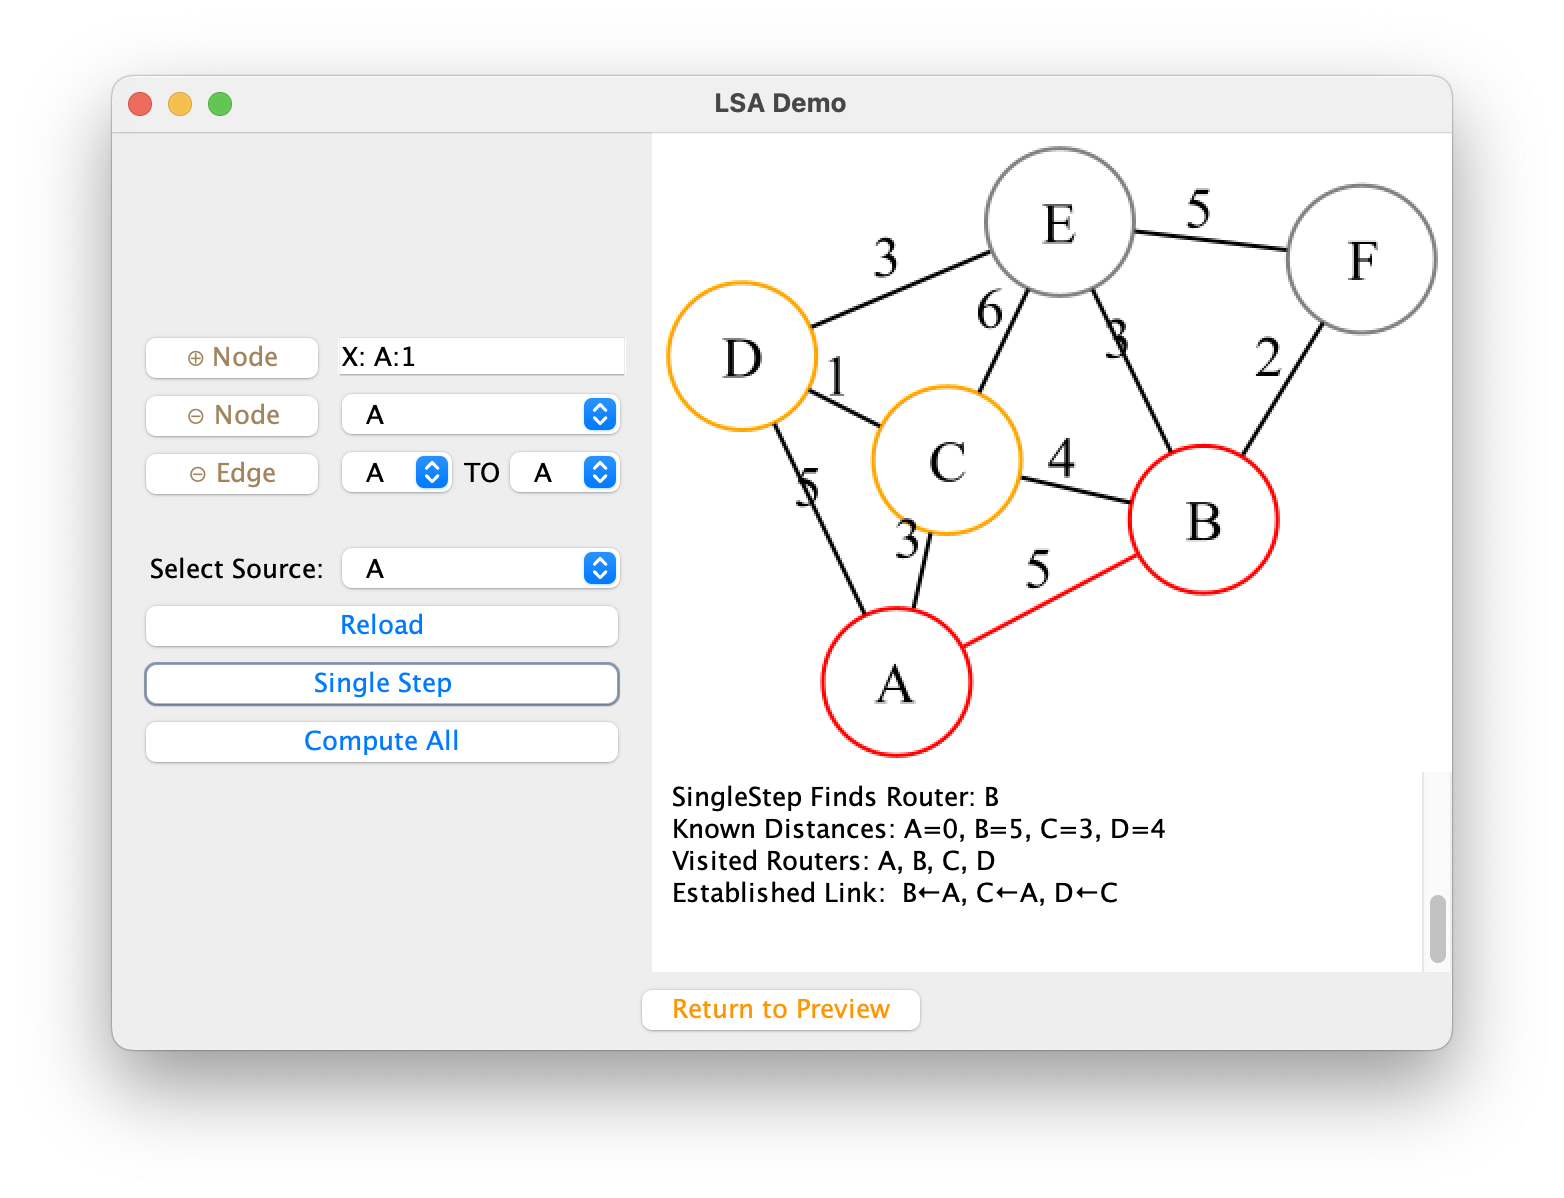 LSA Demo
⊕ Node
X: A:1
⊖ Node
A
⊖ Edge
A
TO
A
Select Source:
A
Reload
Single Step
Compute All
E
5
F
3
6
3
D
1
2
C
4
5
3
B
5
A
SingleStep Finds Router: B
Known Distances: A=0, B=5, C=3, D=4
Visited Routers: A, B, C, D
Established Link:  B←A, C←A, D←C
Return to Preview